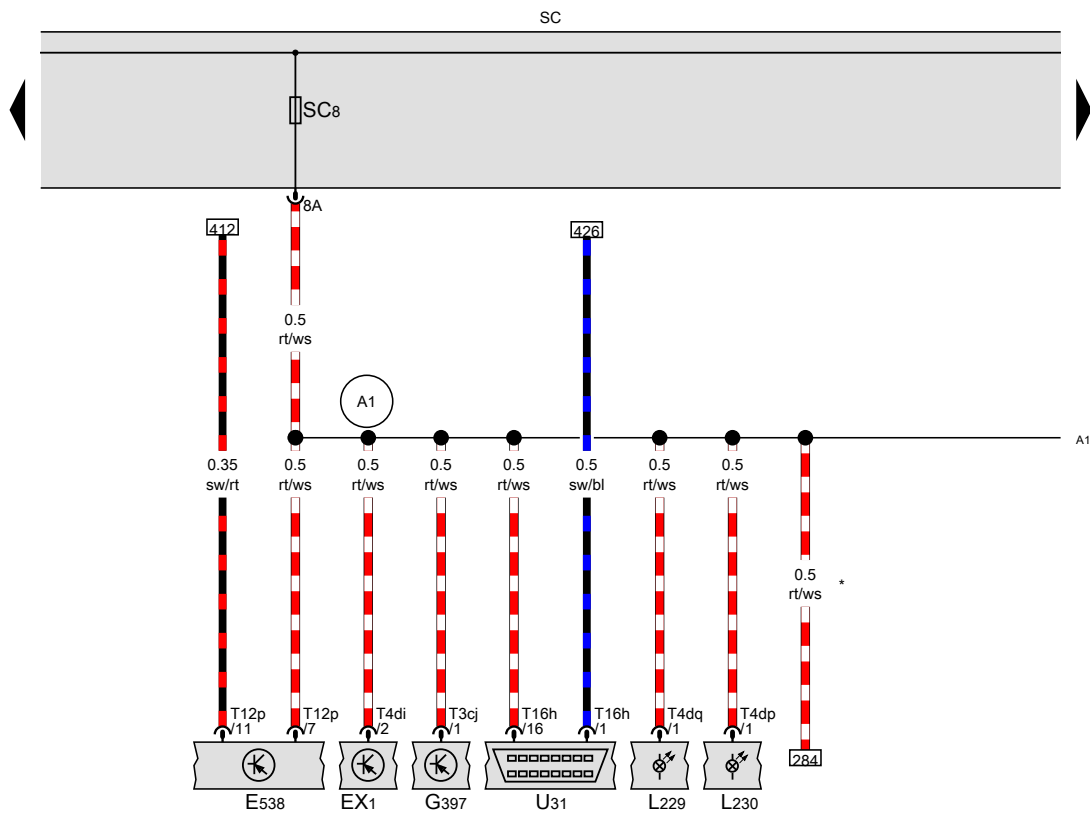 SC
SC8
8A
412
426
0.5
rt/ws
A1
A1
0.35
sw/rt
0.5
rt/ws
0.5
rt/ws
0.5
rt/ws
0.5
rt/ws
0.5
sw/bl
0.5
rt/ws
0.5
rt/ws
0.5
rt/ws
*
T12p
/11
T12p
/7
T4di
/2
T3cj
/1
T16h
/16
T16h
/1
T4dq
/1
T4dp
/1
284
E538
EX1
G397
U31
L229
L230